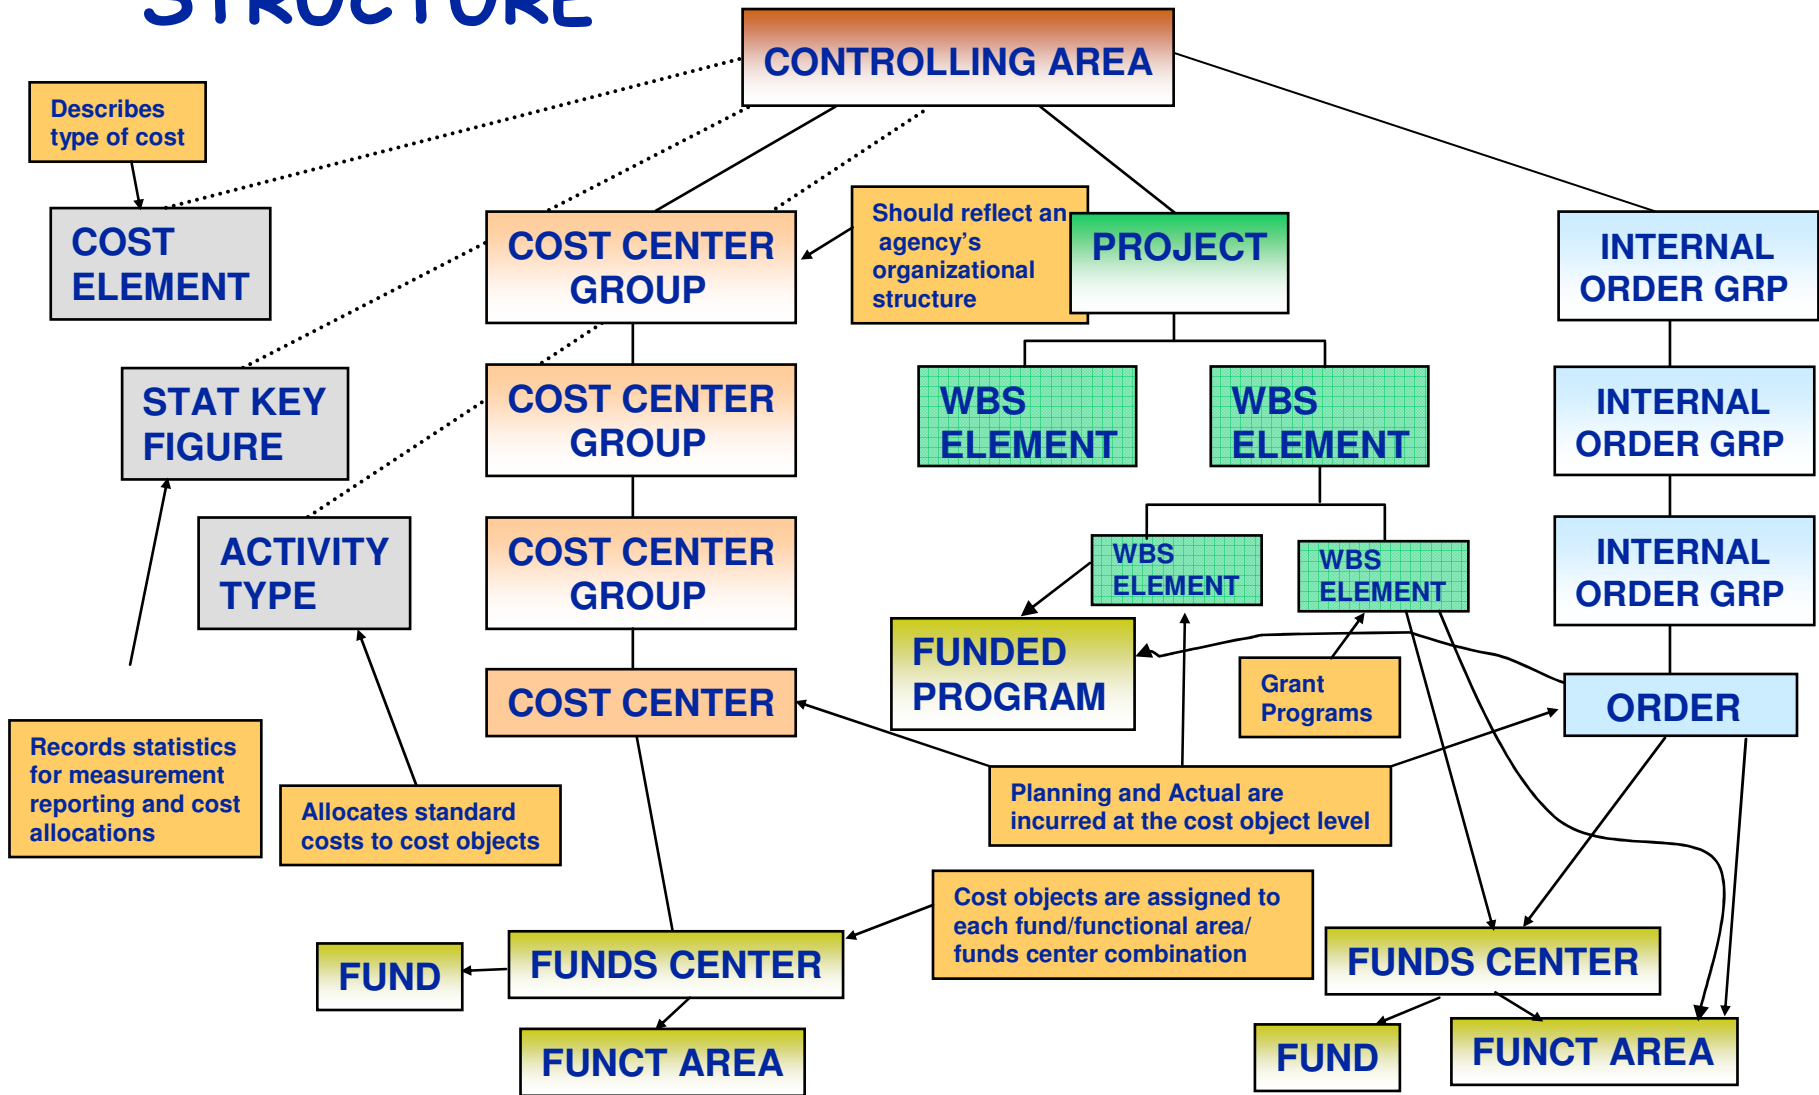 STRUCTURE
CONTROLLING AREA
Describes
type of cost
COST
ELEMENT
COST CENTER
GROUP
Should reflect an
agency's
organizational
structure
PROJECT
INTERNAL
ORDER GRP
STAT KEY
FIGURE
COST CENTER
GROUP
WBS
ELEMENT
WBS
ELEMENT
INTERNAL
ORDER GRP
ACTIVITY
TYPE
COST CENTER
GROUP
WBS
ELEMENT
WBS
ELEMENT
INTERNAL
ORDER GRP
COST CENTER
FUNDED
PROGRAM
Grant
Programs
ORDER
Records statistics
for measurement
reporting and cost
allocations
Allocates standard
costs to cost objects
Planning and Actual are
incurred at the cost object level
Cost objects are assigned to
each fund/functional area/
funds center combination
FUND
FUNDS CENTER
FUNCT AREA
FUNDS CENTER
FUND
FUNCT AREA